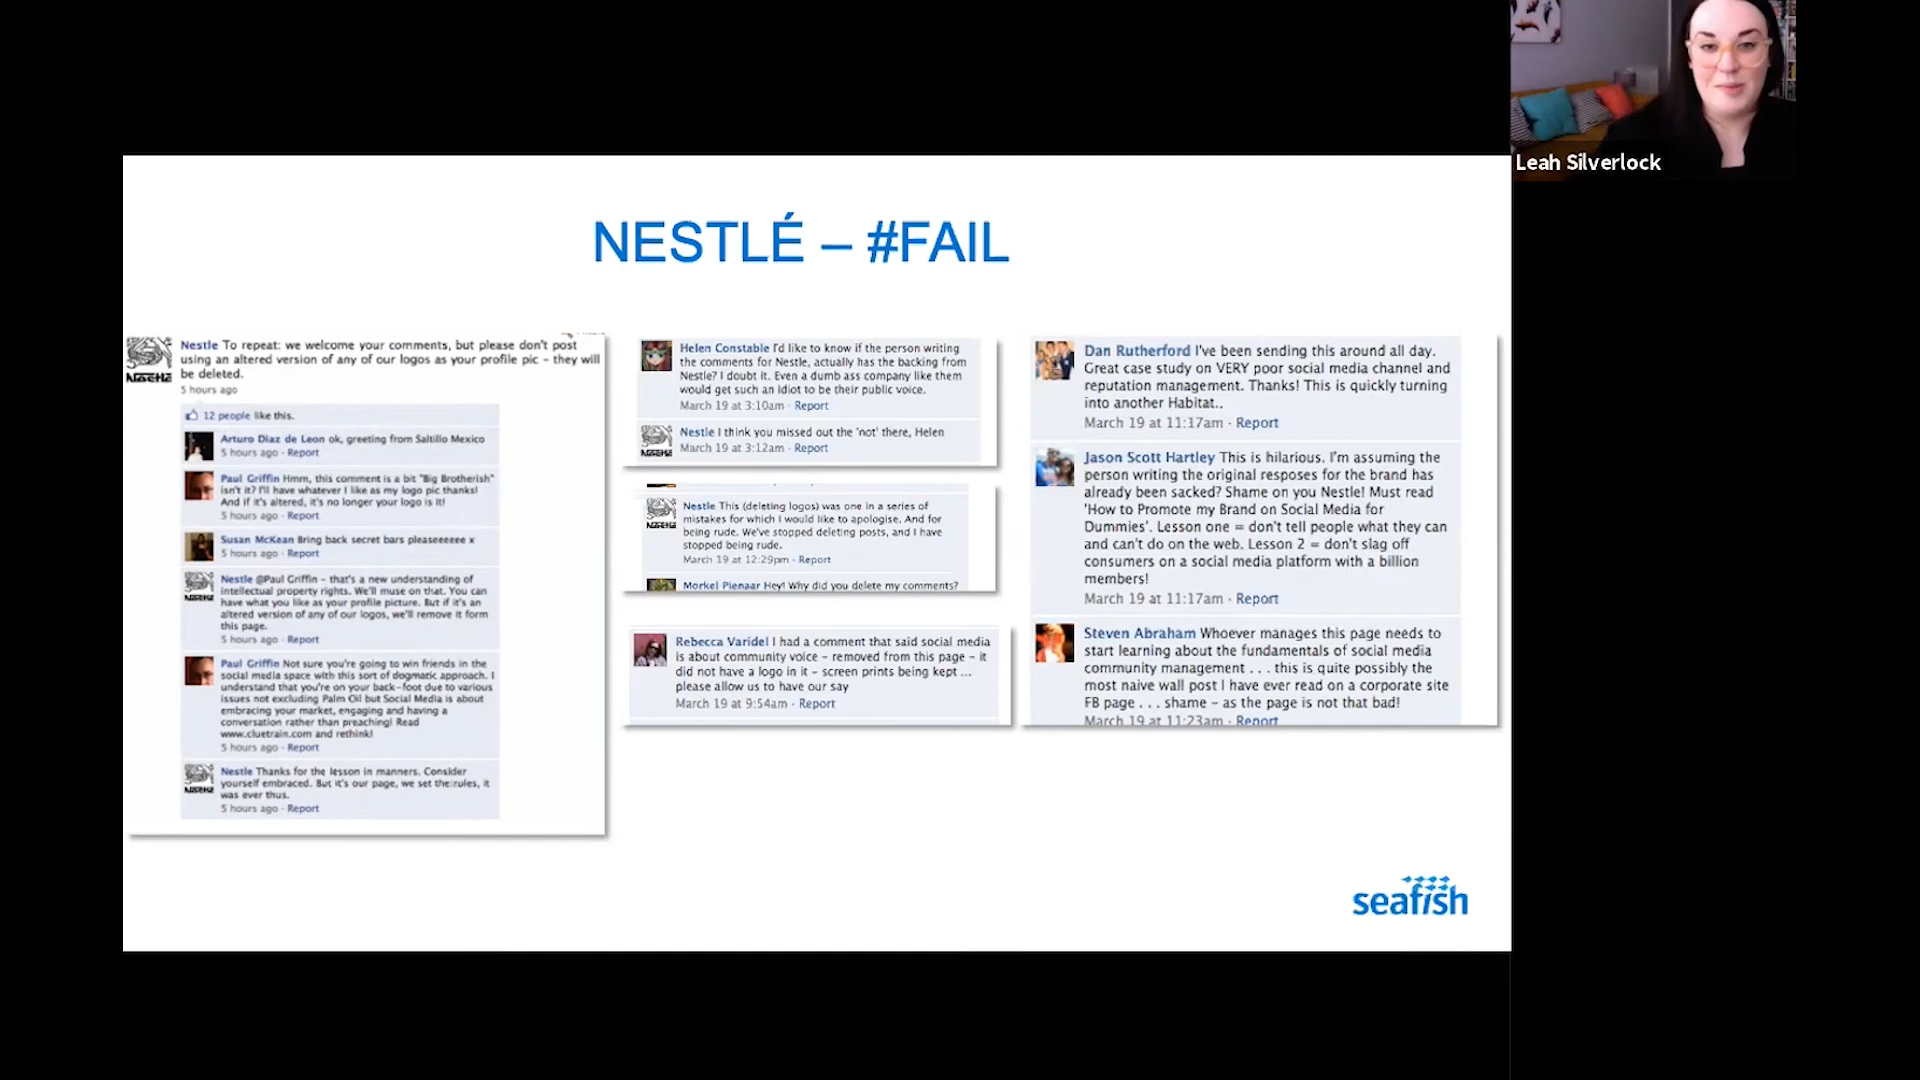 Leah Silverlock
NESTLÉ – #FAIL
Nestle To repeat: we welcome your comments, but please don't post
using an altered version of any of our logos as your profile pic – they will
be deleted.
5 hours ago
12 people like this.
Arturo Diaz de Leon ok, greeting from Saltillo Mexico
5 hours ago · Report
Paul Griffin Hmm, this comment is a bit "Big Brotherish"
isn't it? I'll have whatever I like as my logo pic thanks!
And if it's altered, it's no longer your logo is it!
5 hours ago · Report
Susan McKean Bring back secret bars pleaseeeeee x
5 hours ago · Report
Nestle @Paul Griffin – that's a new understanding of
intellectual property rights. We'll muse on that. You can
have what you like as your profile picture. But if it's an
altered version of any of our logos, we'll remove it form
this page.
5 hours ago · Report
Paul Griffin Not sure you're going to win friends in the
social media space with this sort of dogmatic approach. I
understand that you're on your back-foot due to various
issues not excluding Palm Oil but Social Media is about
embracing your market, engaging and having a
conversation rather than preaching! Read
www.cluetrain.com and rethink!
5 hours ago · Report
Nestle Thanks for the lesson in manners. Consider
yourself embraced. But it's our page, we set the rules, it
was ever thus.
5 hours ago · Report
Helen Constable I'd like to know if the person writing
the comments for Nestle, actually has the backing from
Nestle? I doubt it. Even a dumb ass company like them
would get such an idiot to be their public voice.
March 19 at 3:10am · Report
Nestle I think you missed out the 'not' there, Helen
March 19 at 3:12am · Report
Nestle This (deleting logos) was one in a series of
mistakes for which I would like to apologise. And for
being rude. We've stopped deleting posts, and I have
stopped being rude.
March 19 at 12:29pm · Report
Morkel Pienaar Hey! Why did you delete my comments?
Rebecca Varidel I had a comment that said social media
is about community voice – removed from this page – it
did not have a logo in it – screen prints being kept ...
please allow us to have our say
March 19 at 9:54am · Report
Dan Rutherford I've been sending this around all day.
Great case study on VERY poor social media channel and
reputation management. Thanks! This is quickly turning
into another Habitat..
March 19 at 11:17am · Report
Jason Scott Hartley This is hilarious. I'm assuming the
person writing the original resposes for the brand has
already been sacked? Shame on you Nestle! Must read
'How to Promote my Brand on Social Media for
Dummies'. Lesson one = don't tell people what they can
and can't do on the web. Lesson 2 = don't slag off
consumers on a social media platform with a billion
members!
March 19 at 11:17am · Report
Steven Abraham Whoever manages this page needs to
start learning about the fundamentals of social media
community management . . . this is quite possibly the
most naive wall post I have ever read on a corporate site
FB page . . . shame – as the page is not that bad!
March 19 at 11:23am · Report
seafish